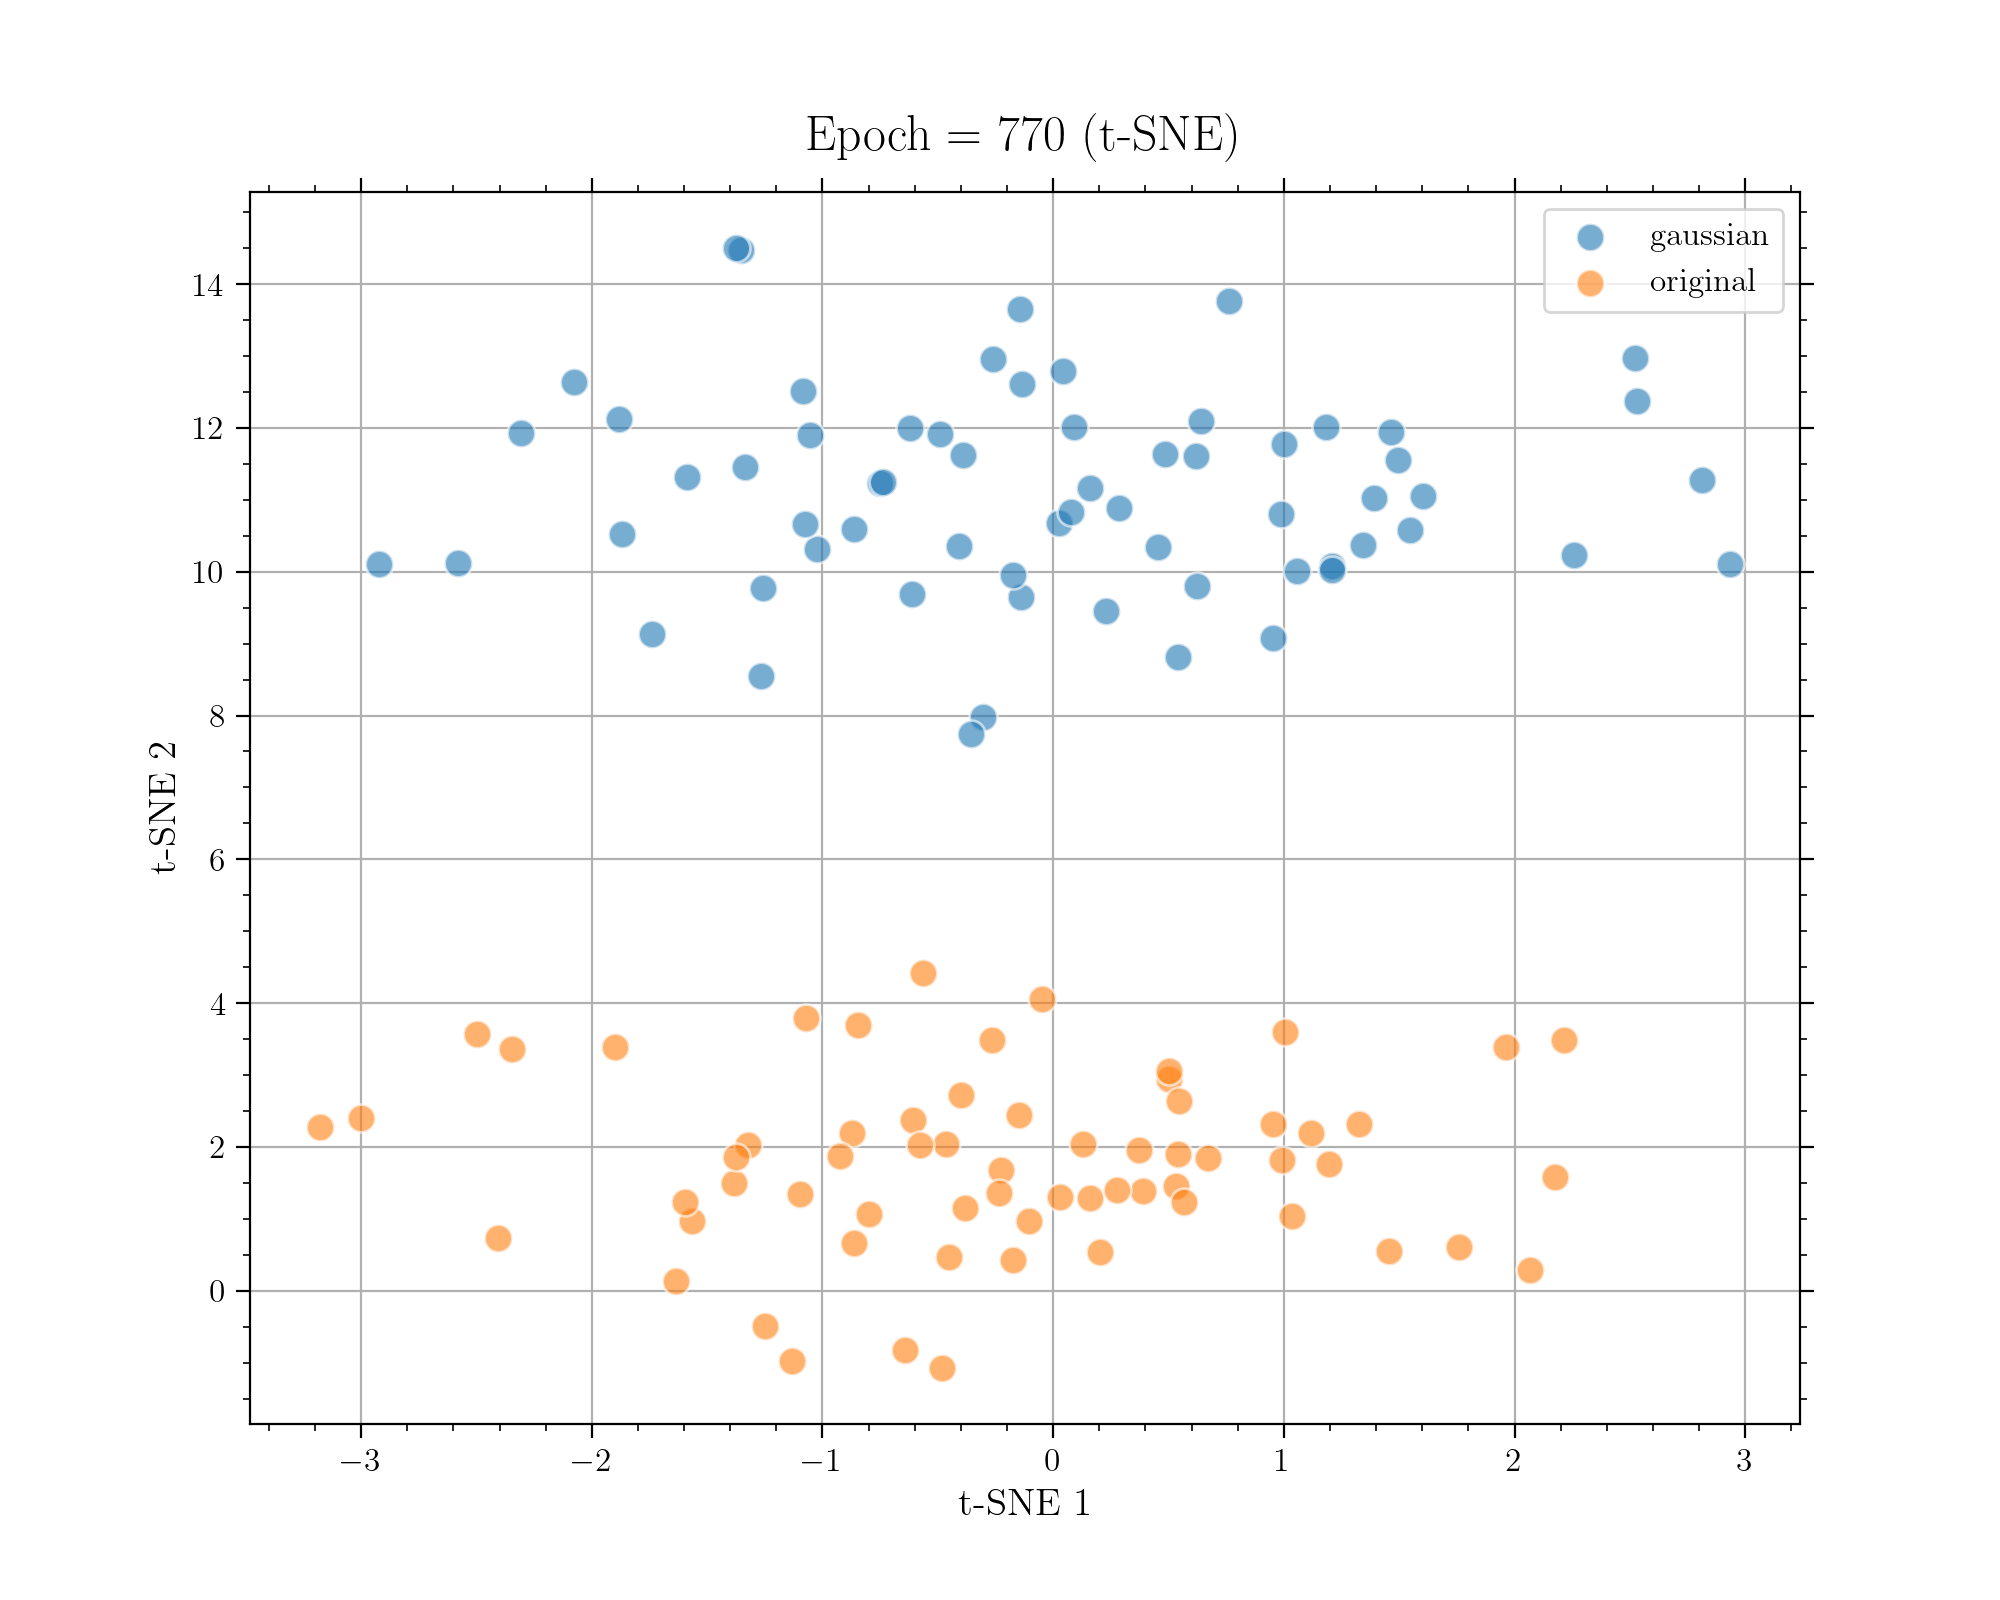 Epoch = 770 (t-SNE)
gaussian
original
14
12
10
8
6
4
2
0
t-SNE 2
−3 −2 −1 0 1 2 3
t-SNE 1